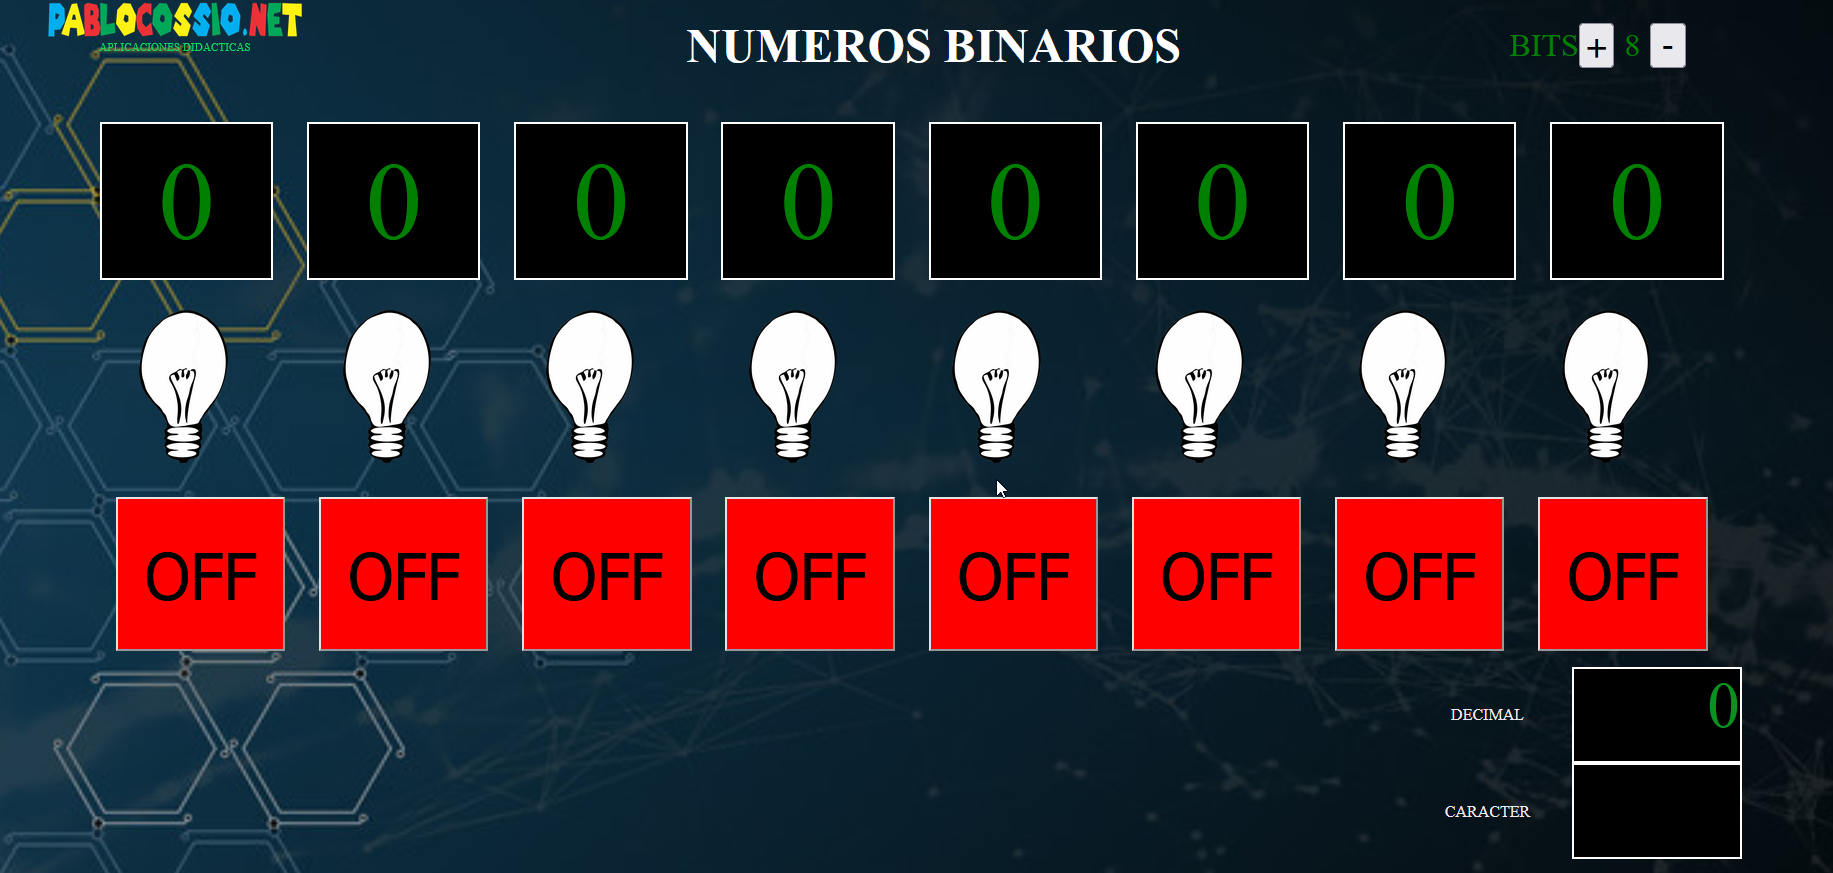 PABLOCOSSIO.NET
APLICACIONES DIDACTICAS
NUMEROS BINARIOS
BITS + 8 -
0 0 0 0 0 0 0 0
OFF OFF OFF OFF OFF OFF OFF OFF
DECIMAL 0
CARACTER